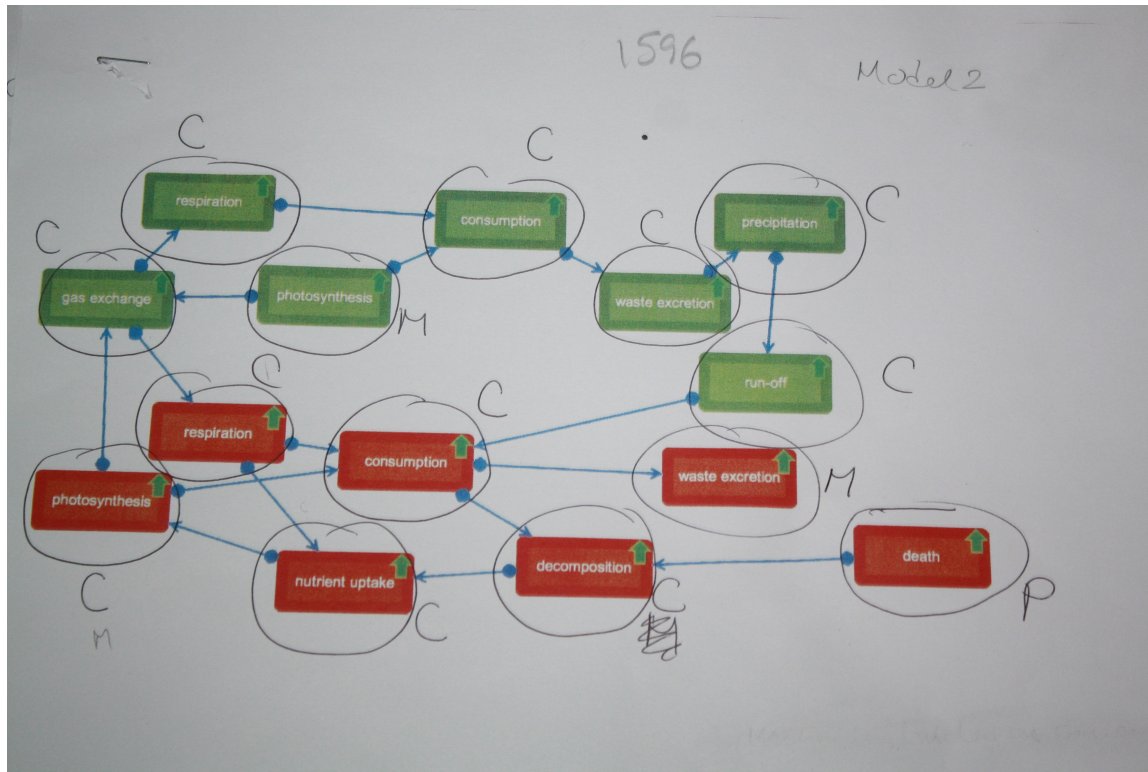 1596
Model 2
C
C
respiration
consumption
precipitation
C
C
C
gas exchange
photosynthesis
waste excretion
M
run-off
C
C
C
respiration
consumption
waste excretion
M
photosynthesis
nutrient uptake
decomposition
death
C
M
C
C
P